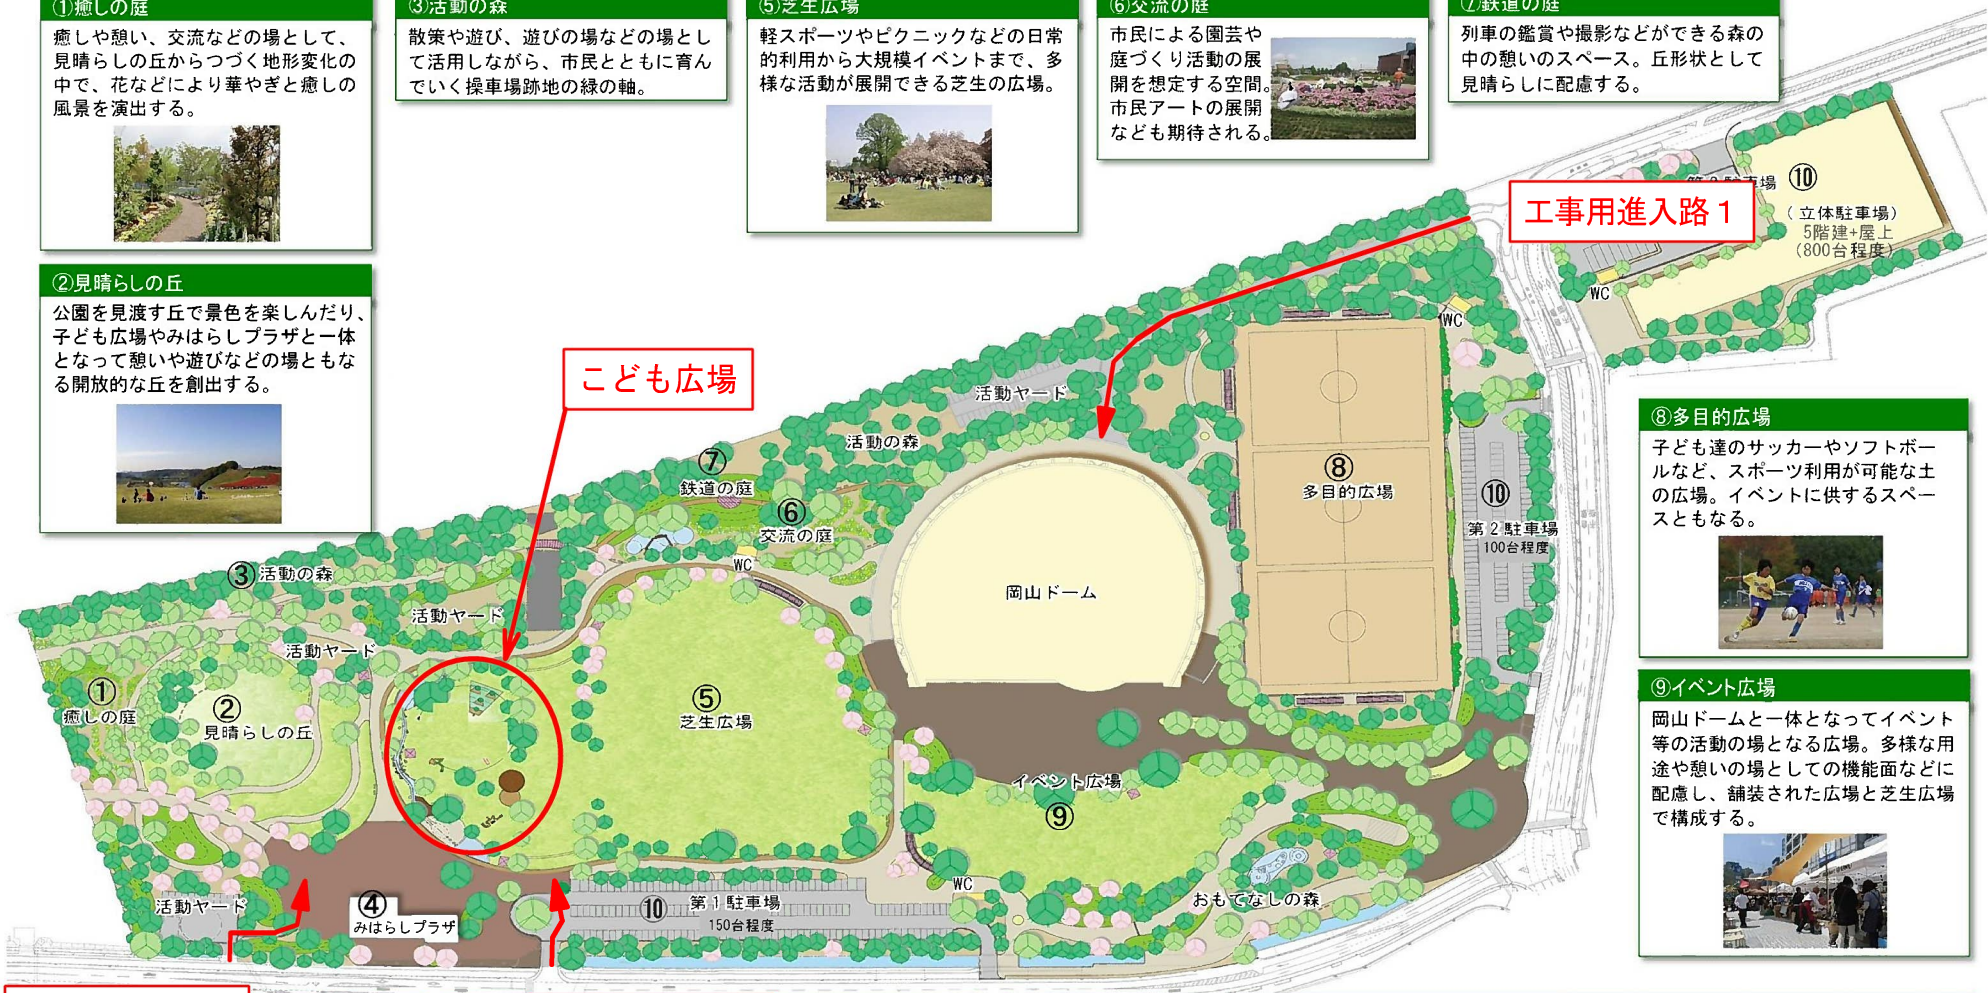 ①癒しの庭
癒しや憩い、交流などの場として、
見晴らしの丘からつづく地形変化の
中で、花などにより華やぎと癒しの
風景を演出する。
②見晴らしの丘
公園を見渡す丘で景色を楽しんだり、
子ども広場やみはらしプラザと一体
となって憩いや遊びなどの場ともな
る開放的な丘を創出する。
③活動の森
散策や遊び、遊びの場などの場とし
て活用しながら、市民とともに育ん
でいく操車場跡地の緑の軸。
⑤芝生広場
軽スポーツやピクニックなどの日常
的利用から大規模イベントまで、多
様な活動が展開できる芝生の広場。
⑥交流の庭
市民による園芸や
庭づくり活動の展
開を想定する空間。
市民アートの展開
なども期待される。
⑦鉄道の庭
列車の鑑賞や撮影などができる森の
中の憩いのスペース。丘形状として
見晴らしに配慮する。
工事用進入路１
場
⑩
（立体駐車場）
5階建+屋上
（800台程度）
WC
WC
こども広場
活動ヤード
活動の森
⑦
鉄道の庭
⑥
交流の庭
WC
⑧
多目的広場
⑩
第２駐車場
100台程度
⑧多目的広場
子ども達のサッカーやソフトボー
ルなど、スポーツ利用が可能な土
の広場。イベントに供するスペー
スともなる。
③活動の森
活動ヤード
活動ヤード
岡山ドーム
①
癒しの庭
②
見晴らしの丘
⑤
芝生広場
イベント広場
⑨
⑨イベント広場
岡山ドームと一体となってイベント
等の活動の場となる広場。多様な用
途や憩いの場としての機能面などに
配慮し、舗装された広場と芝生広場
で構成する。
活動ヤード
④
みはらしプラザ
⑩
第１駐車場
150台程度
WC
おもてなしの森